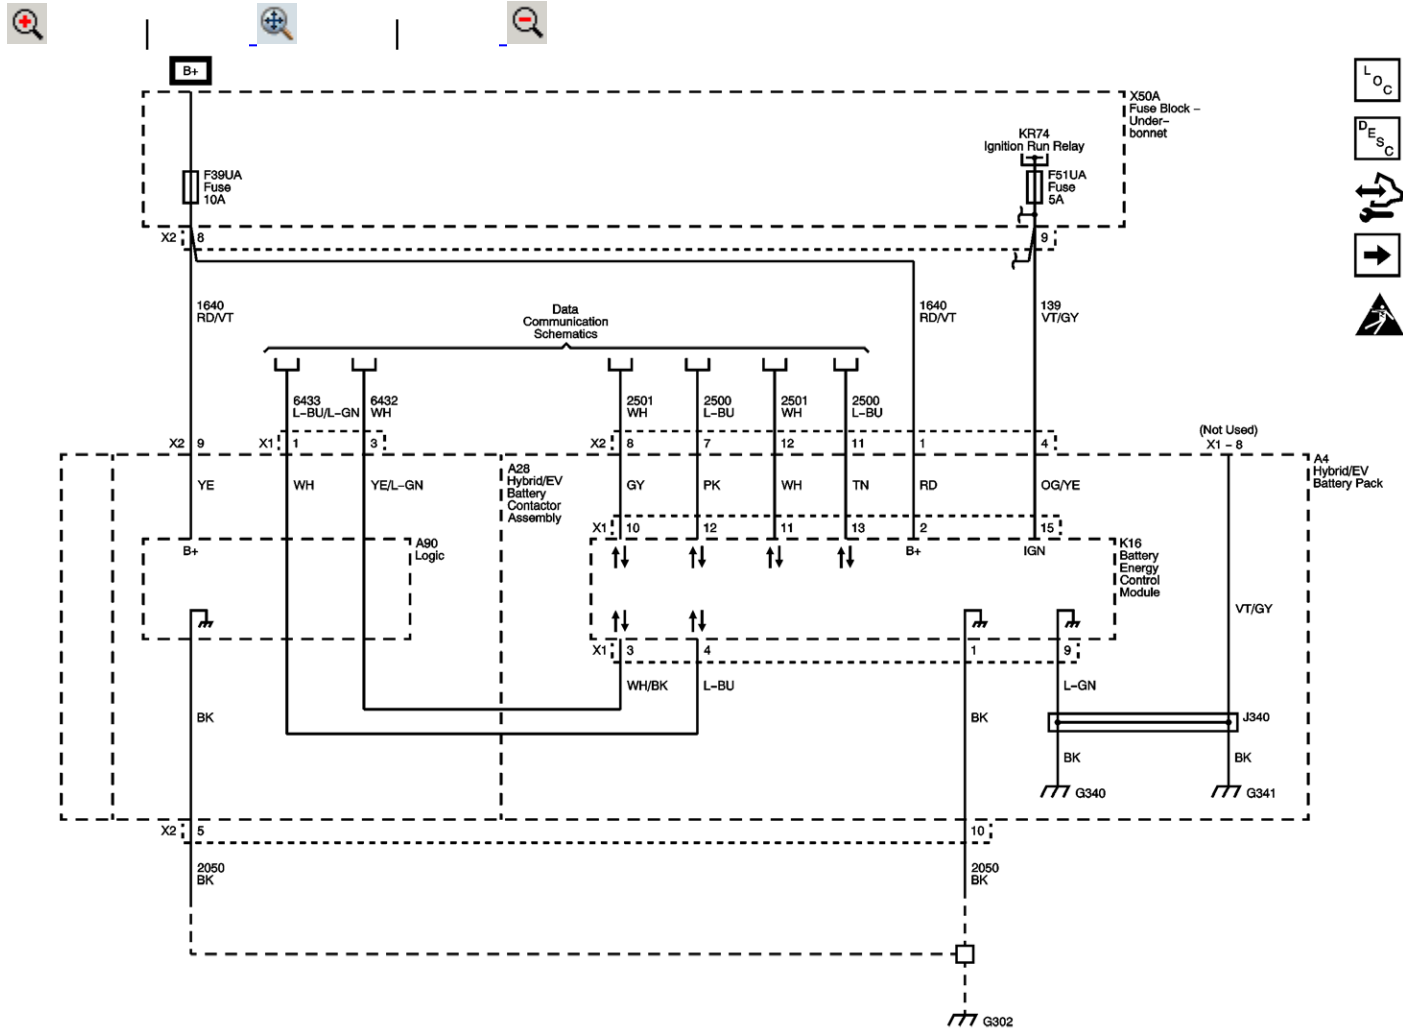 B+
X50A
Fuse Block –
Under–
bonnet
KR74
Ignition Run Relay
F39UA
Fuse
10A
F51UA
Fuse
5A
X2 8
9
1640
RD/VT
Data
Communication
Schematics
1640
RD/VT
139
VT/GY
6433
L–BU/L–GN
6432
WH
2501
WH
2500
L–BU
2501
WH
2500
L–BU
X2 9
X1 1
3
X2 8
7
12
11
1
4
(Not Used)
X1 – 8
A28
Hybrid/EV
Battery
Contactor
Assembly
A4
Hybrid/EV
Battery Pack
YE
WH
YE/L–GN
GY
PK
WH
TN
RD
OG/YE
X1 10
12
11
13
2
15
B+
A90
Logic
B+
IGN
K16
Battery
Energy
Control
Module
VT/GY
X1 3
4
1
9
WH/BK
L–BU
L–GN
BK
BK
J340
BK
BK
G340
G341
X2 5
10
2050
BK
2050
BK
G302
L
O
C
D
E
S
C